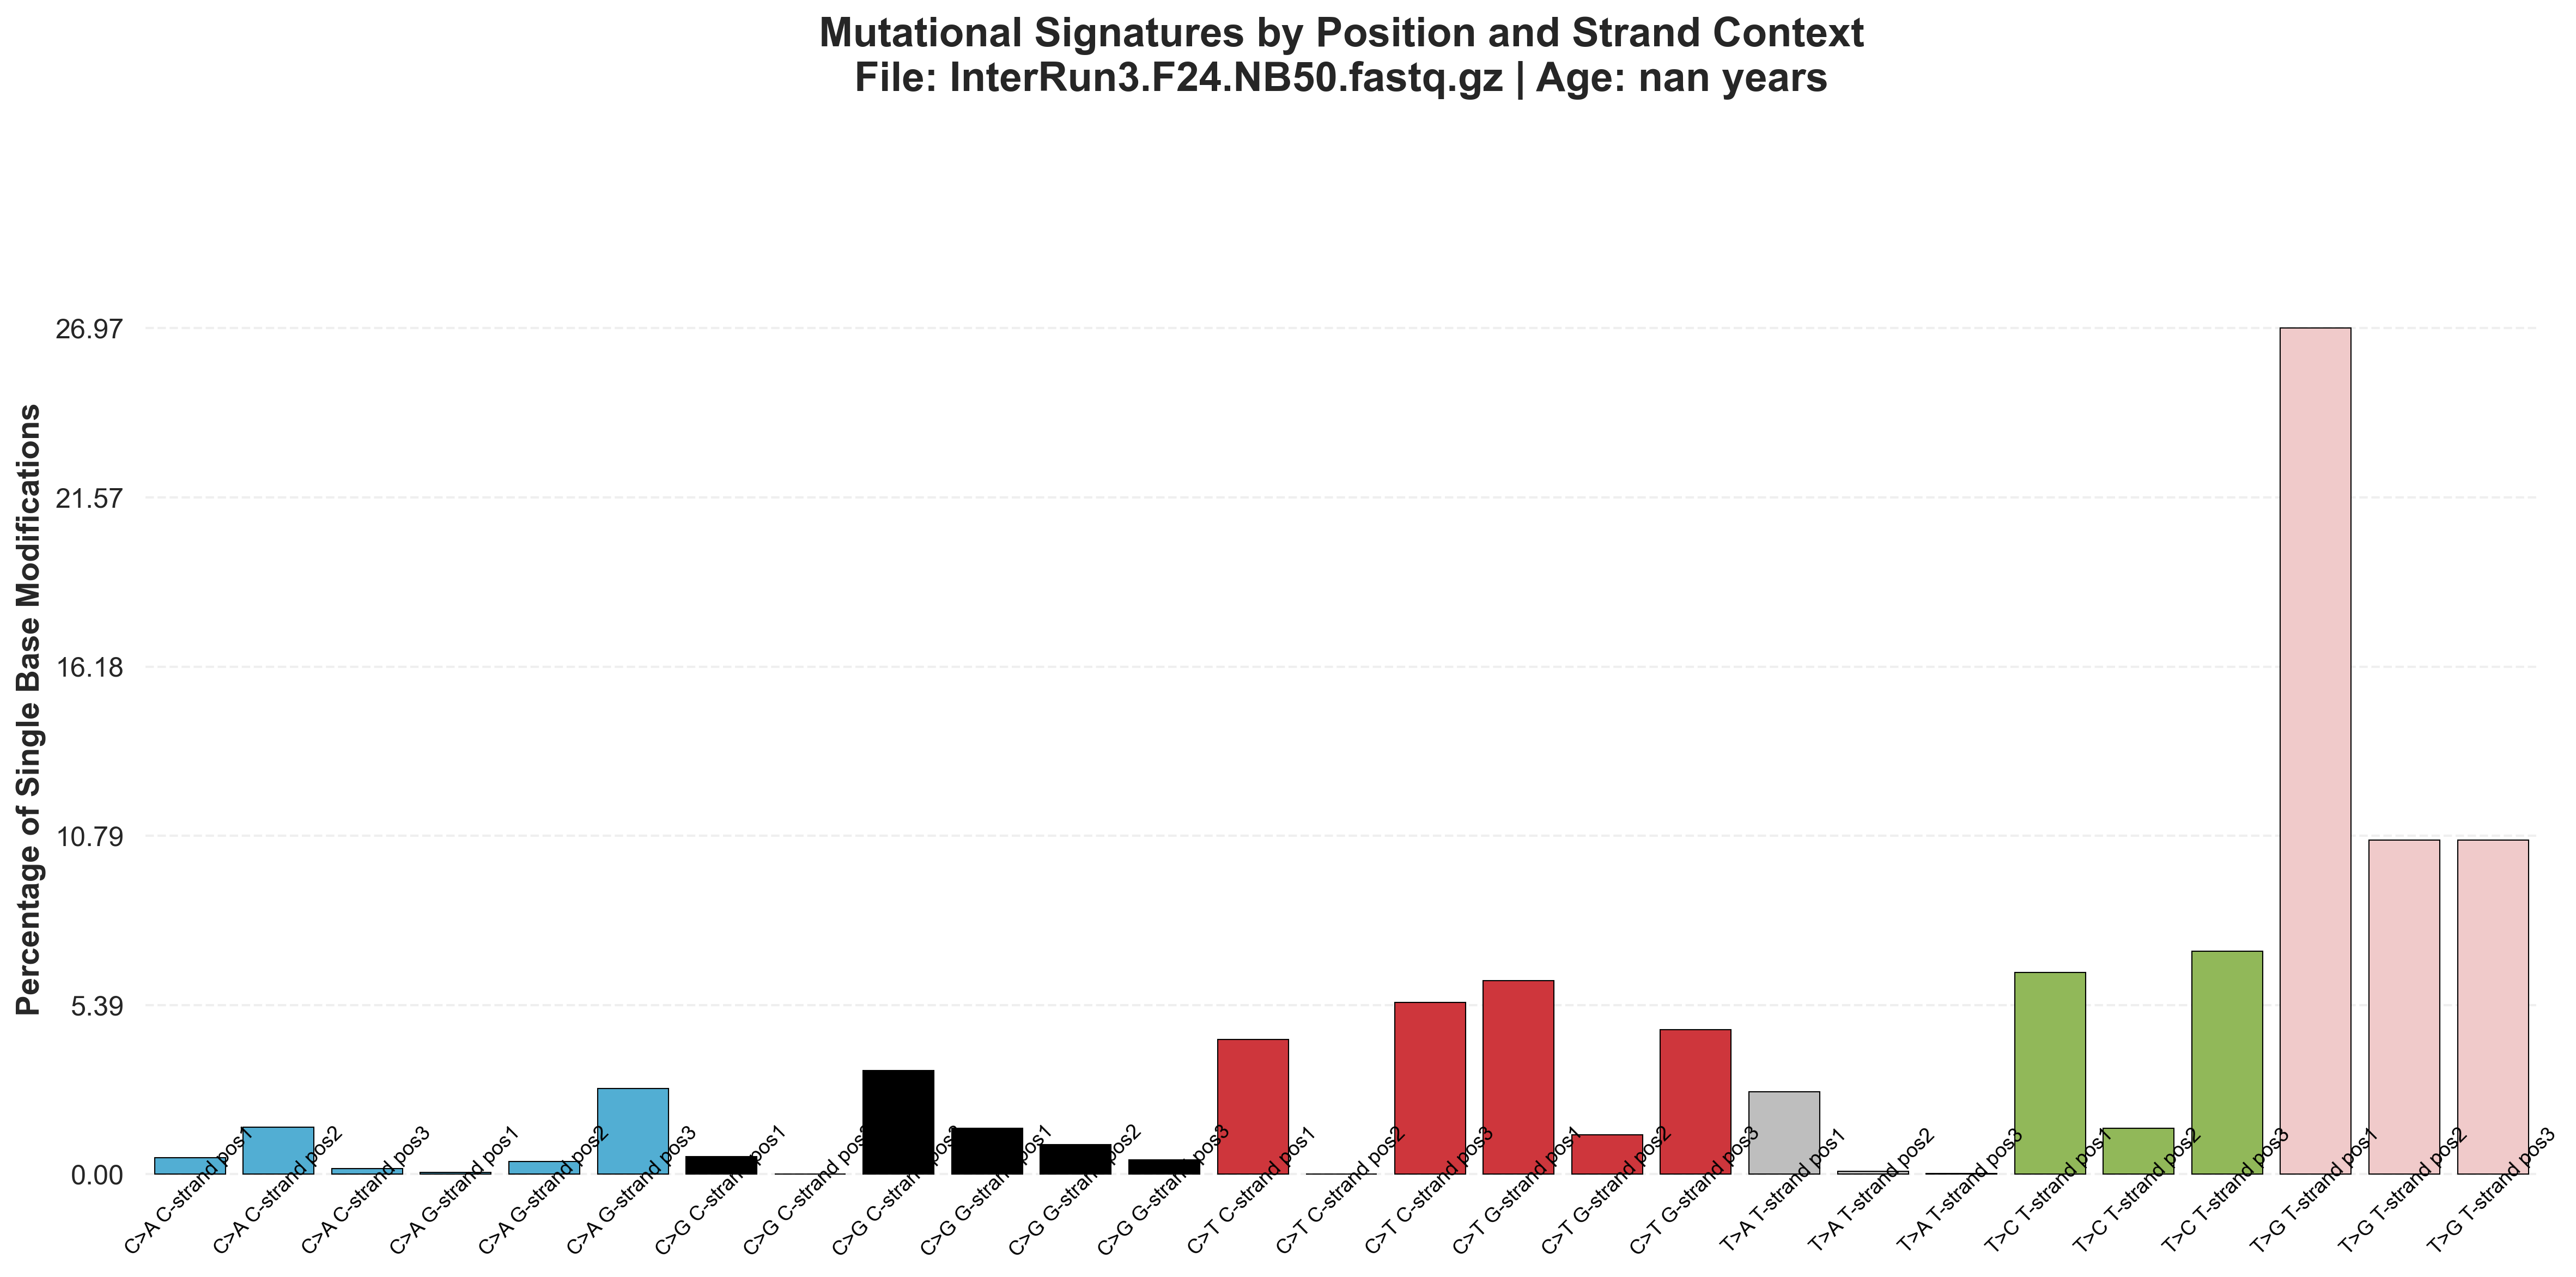 Mutational Signatures by Position and Strand Context
File: InterRun3.F24.NB50.fastq.gz | Age: nan years
Percentage of Single Base Modifications
26.97
21.57
16.18
10.79
5.39
0.00
C>A C-strand pos1
C>A C-strand pos2
C>A C-strand pos3
C>A G-strand pos1
C>A G-strand pos2
C>A G-strand pos3
C>G C-strand pos1
C>G C-strand pos2
C>G C-strand pos3
C>G G-strand pos1
C>G G-strand pos2
C>G G-strand pos3
C>T C-strand pos1
C>T C-strand pos2
C>T C-strand pos3
C>T G-strand pos1
C>T G-strand pos2
C>T G-strand pos3
T>A T-strand pos1
T>A T-strand pos2
T>A T-strand pos3
T>C T-strand pos1
T>C T-strand pos2
T>C T-strand pos3
T>G T-strand pos1
T>G T-strand pos2
T>G T-strand pos3